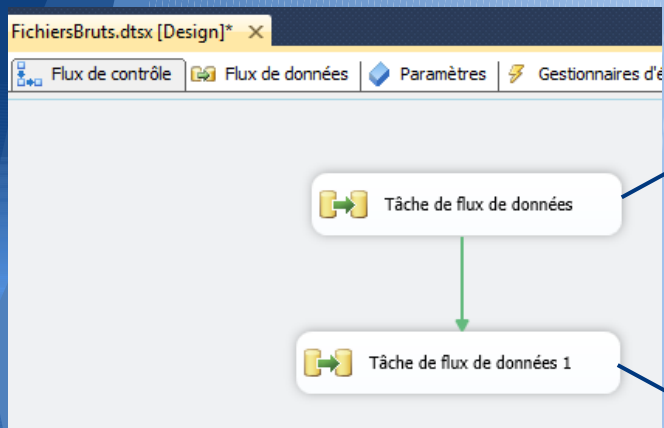 FichiersBruts.dtsx [Design]*
Flux de contrôle Flux de données Paramètres Gestionnaires d'é
Tâche de flux de données
Tâche de flux de données 1